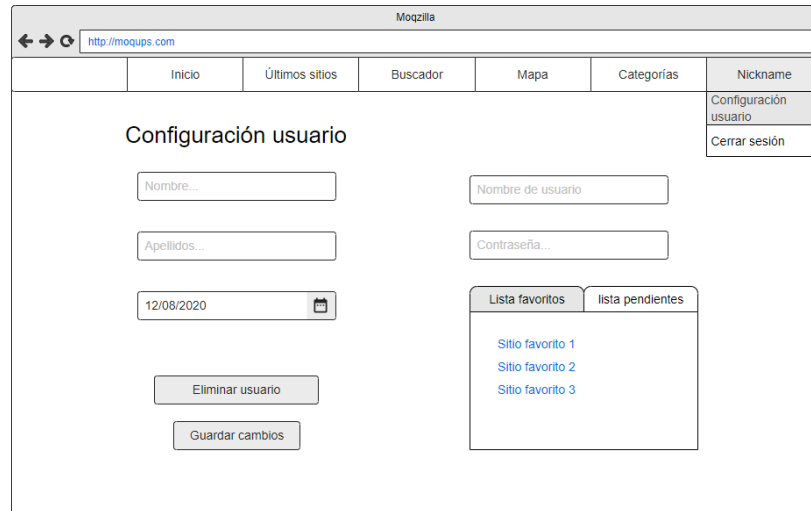 Moqzilla
http://moqups.com
Inicio
Últimos sitios
Buscador
Mapa
Categorías
Nickname
Configuración
usuario
Cerrar sesión
Configuración usuario
Nombre...
Nombre de usuario
Apellidos...
Contraseña...
12/08/2020
Lista favoritos
lista pendientes
Sitio favorito 1
Sitio favorito 2
Sitio favorito 3
Eliminar usuario
Guardar cambios